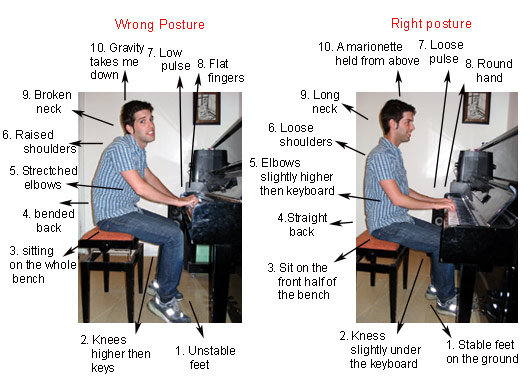 Wrong Posture
10. Gravity
takes me
down
7. Low
pulse
8. Flat
fingers
9. Broken
neck
6. Raised
shoulders
5. Stretched
elbows
4. bended
back
3. sitting
on the whole
bench
2. Knees
higher then
keys
1. Unstable
feet
Right posture
10. A marionette
held from above
7. Loose
pulse
8. Round
hand
9. Long
neck
6. Loose
shoulders
5. Elbows
slightly higher
then keyboard
4.Straight
back
3. Sit on the
front half of
the bench
2. Kness
slightly under
the keyboard
1. Stable feet
on the ground